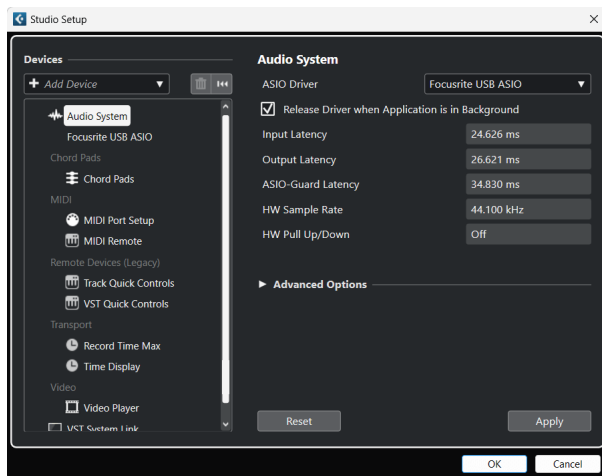 Studio Setup
Devices
Add Device
Audio System
Focusrite USB ASIO
Chord Pads
Chord Pads
MIDI
MIDI Port Setup
MIDI Remote
Remote Devices (Legacy)
Track Quick Controls
VST Quick Controls
Transport
Record Time Max
Time Display
Video
Video Player
VST System Link
Audio System
ASIO Driver Focusrite USB ASIO
Release Driver when Application is in Background
Input Latency 24.626 ms
Output Latency 26.621 ms
ASIO-Guard Latency 34.830 ms
HW Sample Rate 44.100 kHz
HW Pull Up/Down Off
Advanced Options
Reset Apply
OK Cancel